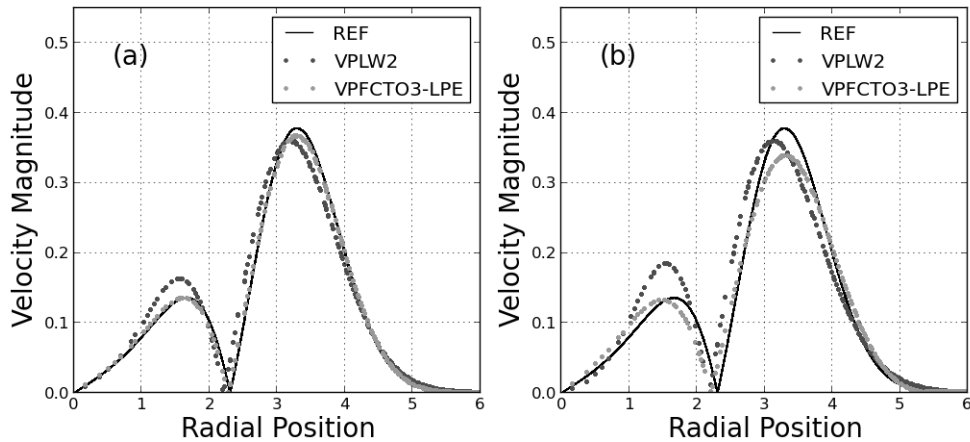 (a)
REF
VPLW2
VPFCTO3-LPE
Velocity Magnitude
0.5
0.4
0.3
0.2
0.1
0.0
0 1 2 3 4 5 6
Radial Position
(b)
REF
VPLW2
VPFCTO3-LPE
Velocity Magnitude
0.5
0.4
0.3
0.2
0.1
0.0
0 1 2 3 4 5 6
Radial Position